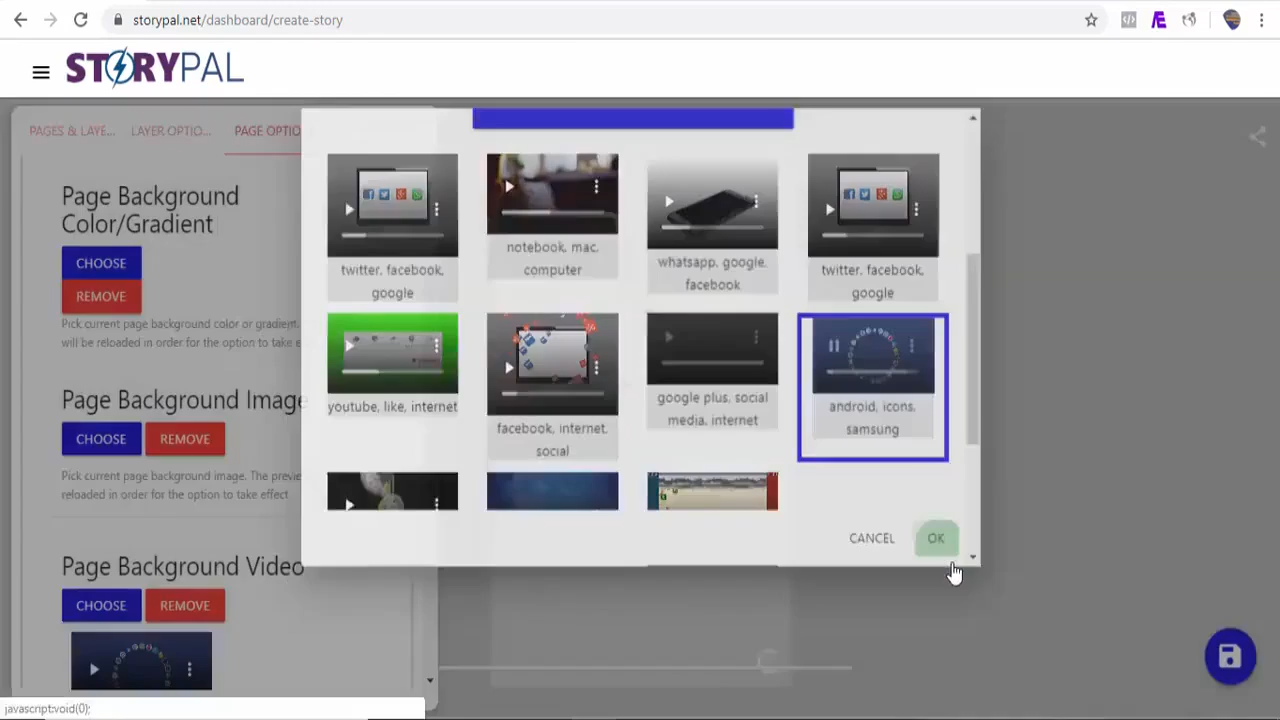 storypal.net/dashboard/create-story
STORYPAL
PAGES & LAYE...
LAYER OPTIO...
PAGE OPTIO
Page Background
Color/Gradient
CHOOSE
REMOVE
Pick current page background color or gradient.
will be reloaded in order for the option to take e
Page Background Image
CHOOSE
REMOVE
Pick current page background image. The previe
reloaded in order for the option to take effect
Page Background Video
CHOOSE
REMOVE
twitter, facebook,
google
notebook, mac,
computer
whatsapp, google,
facebook
twitter, facebook,
google
youtube, like, internet
facebook, internet,
social
google plus, social
media, internet
android, icons,
samsung
CANCEL
OK
javascript:void(0);